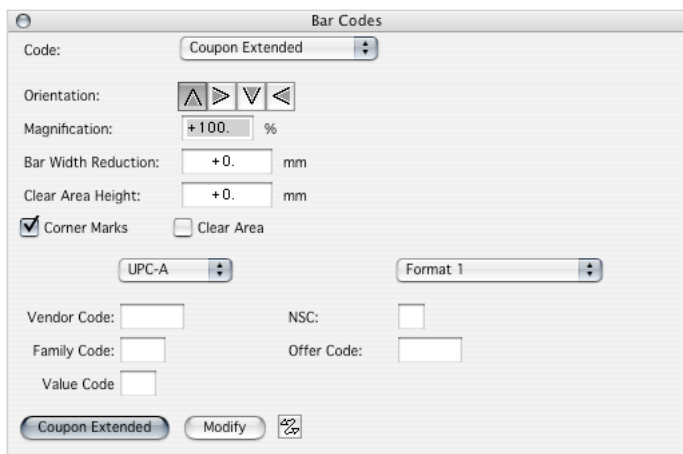 Bar Codes
Code: Coupon Extended
Orientation:
Magnification: +100. %
Bar Width Reduction: +0. mm
Clear Area Height: +0. mm
Corner Marks Clear Area
UPC-A Format 1
Vendor Code: NSC:
Family Code: Offer Code:
Value Code
Coupon Extended Modify